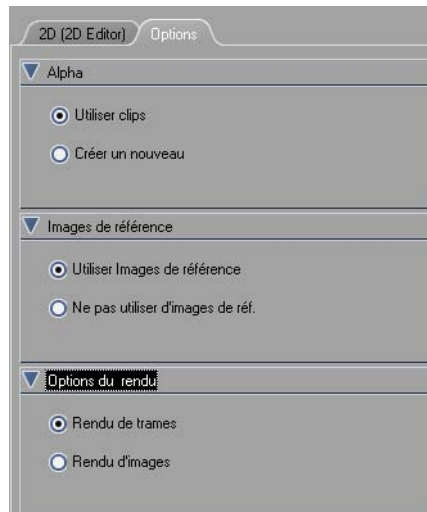 2D (2D Editor) Options
Alpha
Utiliser clips
Créer un nouveau
Images de référence
Utiliser Images de référence
Ne pas utiliser d'images de réf.
Options du rendu
Rendu de trames
Rendu d'images